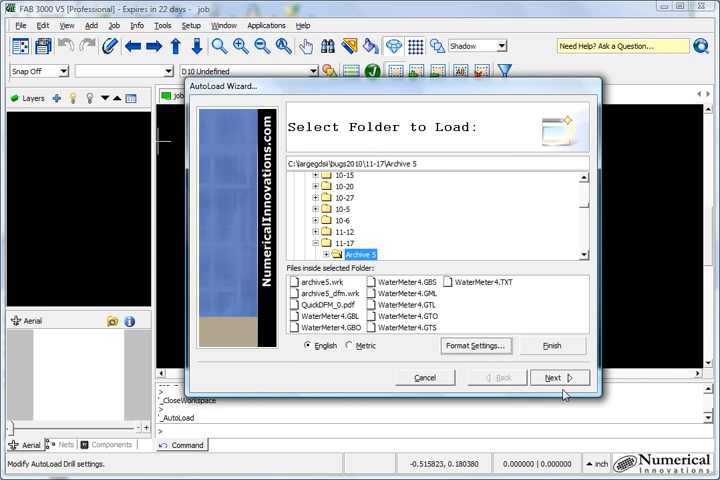 FAB 3000 V5 [Professional] - Expires in 22 days - job
File Edit View Add Job Info Tools Setup Window Applications Help
Shadow
Need Help? Ask a Question...
Snap Off
D10 Undefined
All
Layers
job
AutoLoad Wizard...
NumericalInnovations.com
Select Folder to Load:
C:\largegdsii\bugs2010\11-17\Archive 5
10-15
10-20
10-27
10-5
10-6
11-12
11-17
Archive 5
Files inside selected Folder:
archive5.wrk WaterMeter4.GBS WaterMeter4.TXT
archive5_dfm.wrk WaterMeter4.GML
QuickDFM_0.pdf WaterMeter4.GTL
WaterMeter4.GBL WaterMeter4.GTO
WaterMeter4.GBO WaterMeter4.GTS
English Metric Format Settings... Finish
Cancel Back Next
Aerial
>
'_CloseWorkspace
>
'_AutoLoad
>
Aerial Nets Components Command
Modify AutoLoad Drill settings.
-0.515823, 0.180380
0.000000 | 0.000000
inch
Numerical
Innovations